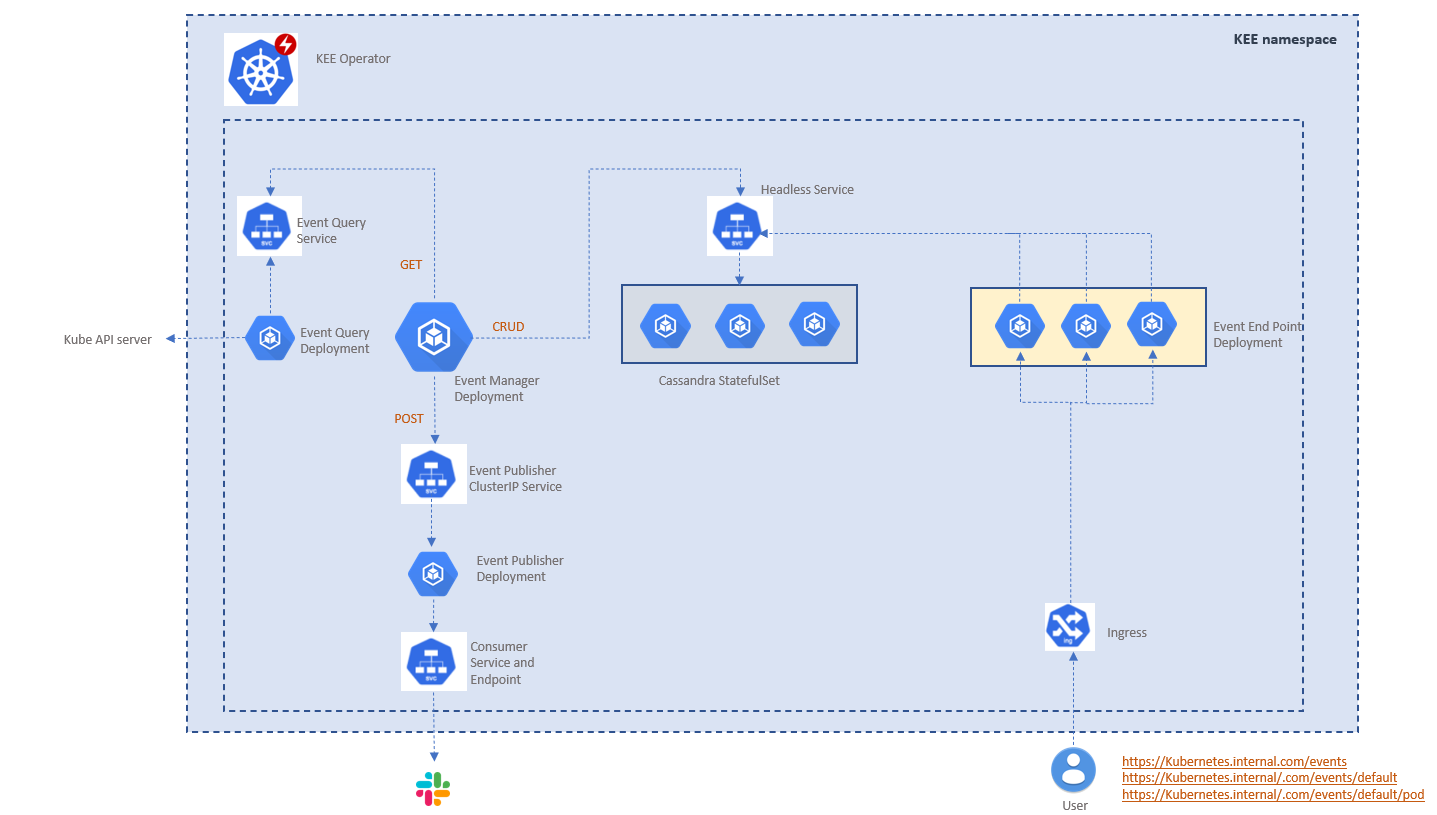 KEE namespace
KEE Operator
Headless Service
svc
svc
Event Query
Service
GET
CRUD
Kube API server
Event Query
Deployment
Event End Point
Deployment
Event Manager
Deployment
Cassandra StatefulSet
POST
svc
Event Publisher
ClusterIP Service
Event Publisher
Deployment
svc
Consumer
Service and
Endpoint
ing
Ingress
User
https://Kubernetes.internal.com/events
https://Kubernetes.internal/.com/events/default
https://Kubernetes.internal/.com/events/default/pod